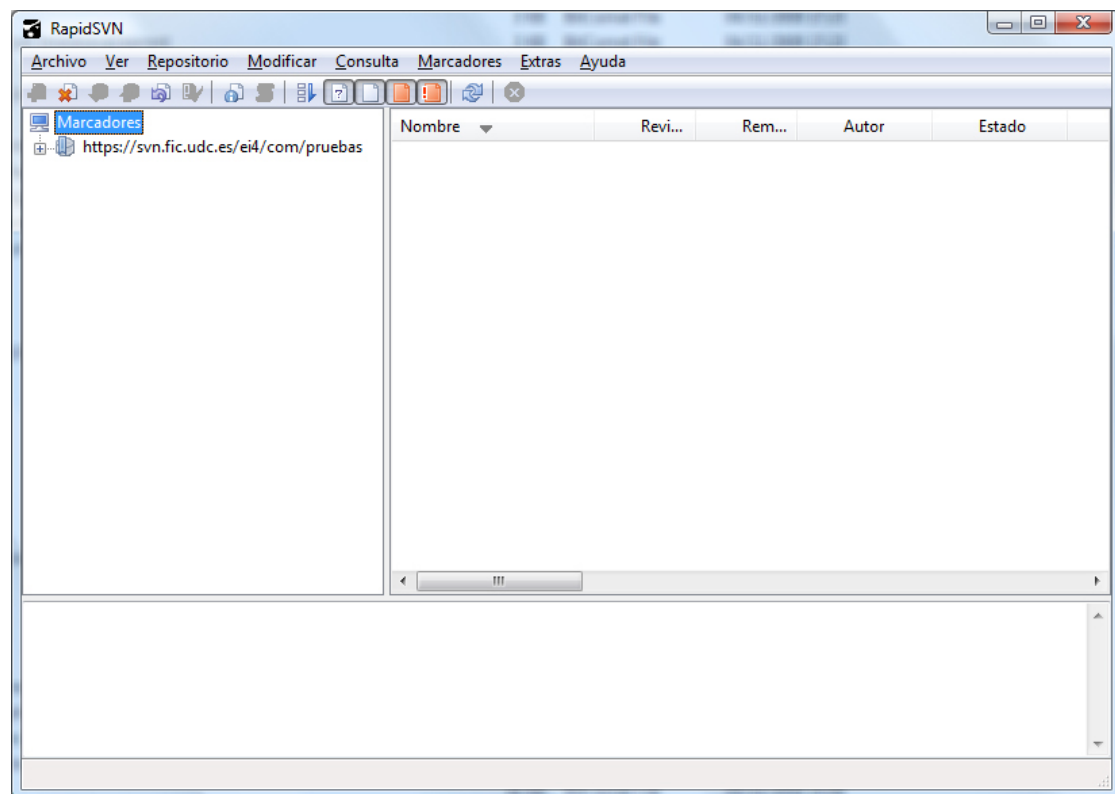 RapidSVN
Archivo Ver Repositorio Modificar Consulta Marcadores Extras Ayuda
Marcadores
https://svn.fic.udc.es/ei4/com/pruebas
Nombre Revi... Rem... Autor Estado